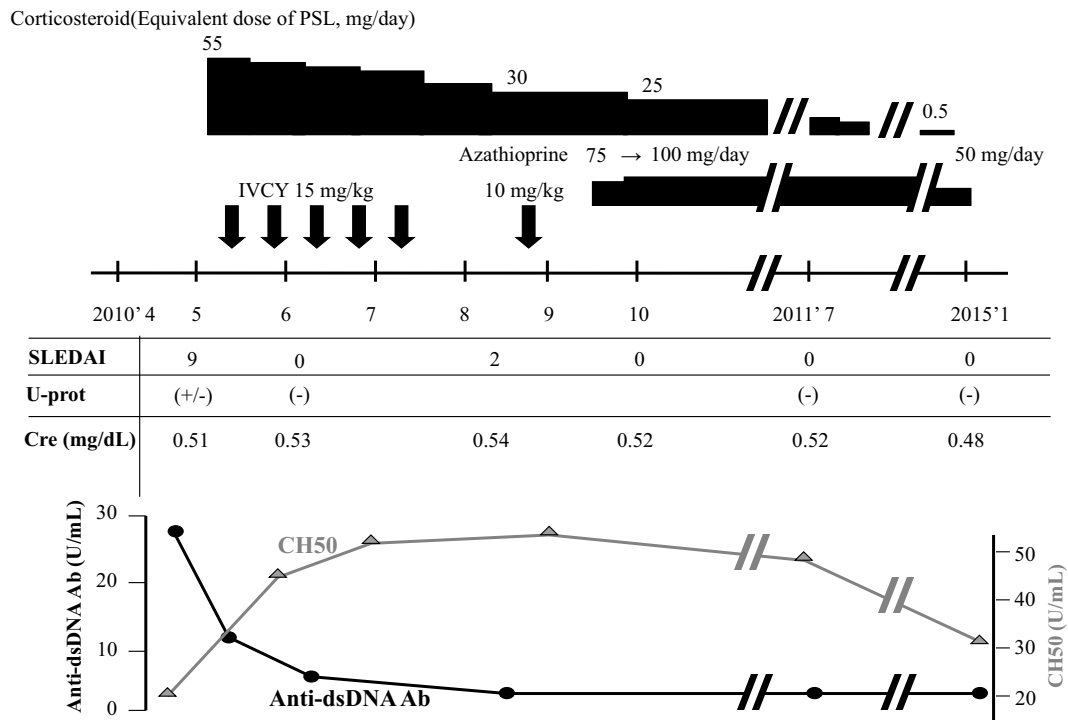 Corticosteroid(Equivalent dose of PSL, mg/day)
55
30
25
0.5
Azathioprine 75 → 100 mg/day
50 mg/day
IVCY 15 mg/kg
10 mg/kg
2010' 4 5 6 7 8 9 10 2011' 7 2015'1
SLEDAI 9 0 2 0 0 0
U-prot (+/-) (-) (-) (-)
Cre (mg/dL) 0.51 0.53 0.54 0.52 0.52 0.48
Anti-dsDNA Ab (U/mL)
30
20
10
0
CH50
Anti-dsDNA Ab
50
40
30
20
CH50 (U/mL)